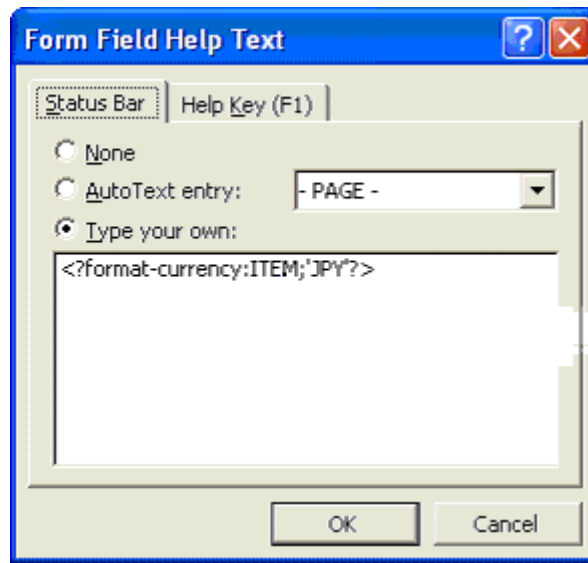 Form Field Help Text
Status Bar
Help Key (F1)
None
AutoText entry:
- PAGE -
Type your own:
<?format-currency:ITEM;'JPY'?>
OK
Cancel